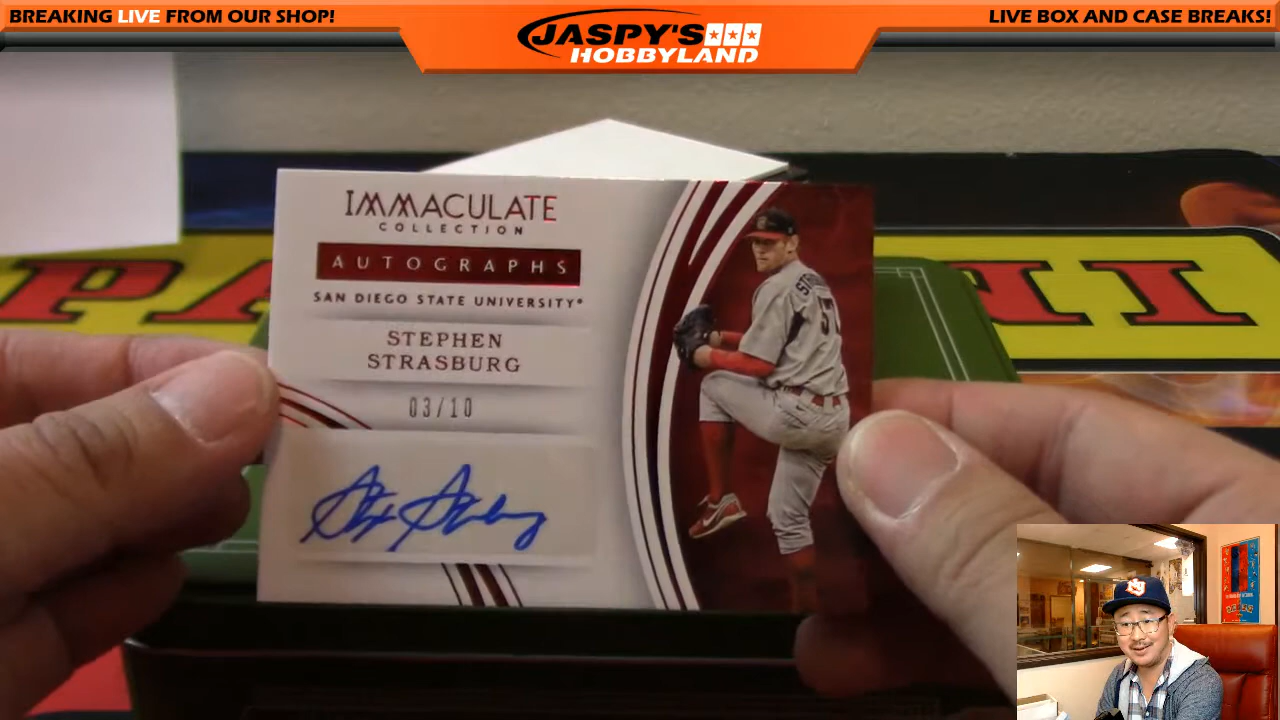 BREAKING LIVE FROM OUR SHOP!
JASPY'S
HOBBYLAND
LIVE BOX AND CASE BREAKS!
IMMACULATE
COLLECTION
AUTOGRAPHS
SAN DIEGO STATE UNIVERSITY®
STEPHEN
STRASBURG
03/10